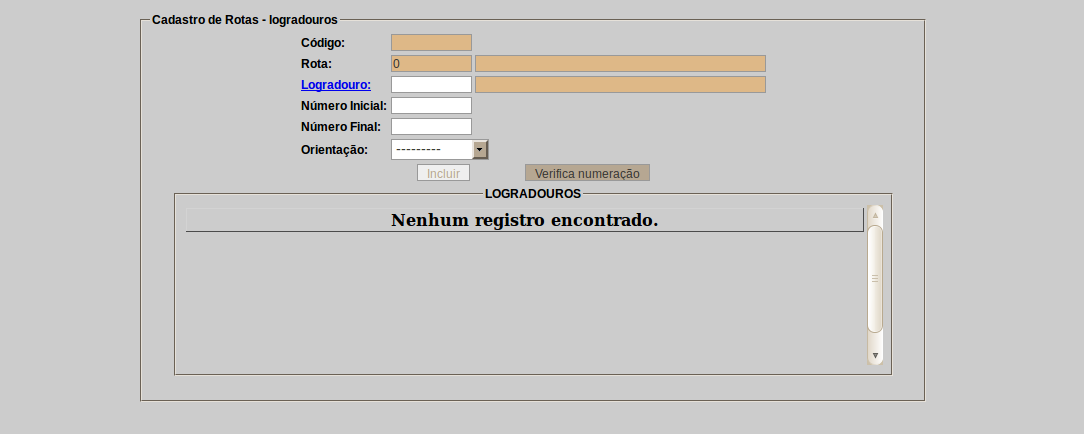 Cadastro de Rotas - logradouros
Código:
Rota: 0
Logradouro:
Número Inicial:
Número Final:
Orientação: ---------
Incluir Verifica numeração
LOGRADOUROS
Nenhum registro encontrado.